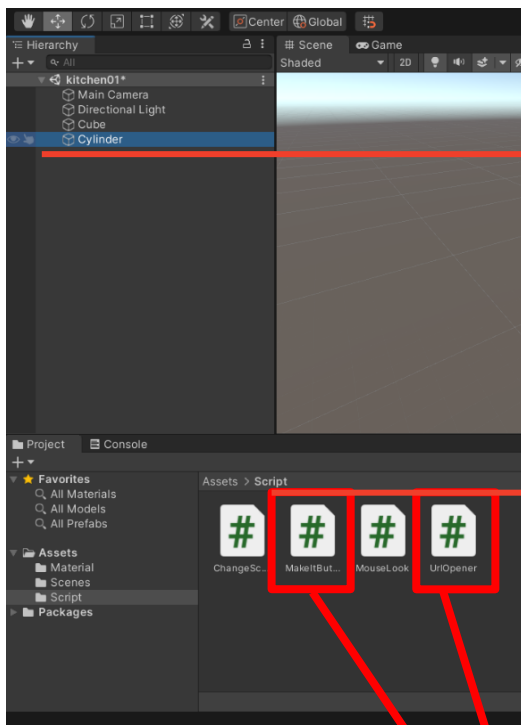 Center Global
Hierarchy
All
kitchen01*
Main Camera
Directional Light
Cube
Cylinder
Scene Game
Shaded 2D
Project Console
Favorites
All Materials
All Models
All Prefabs
Assets
Material
Scenes
Script
Packages
Assets > Script
ChangeSc... MakeItBut... MouseLook UrlOpener